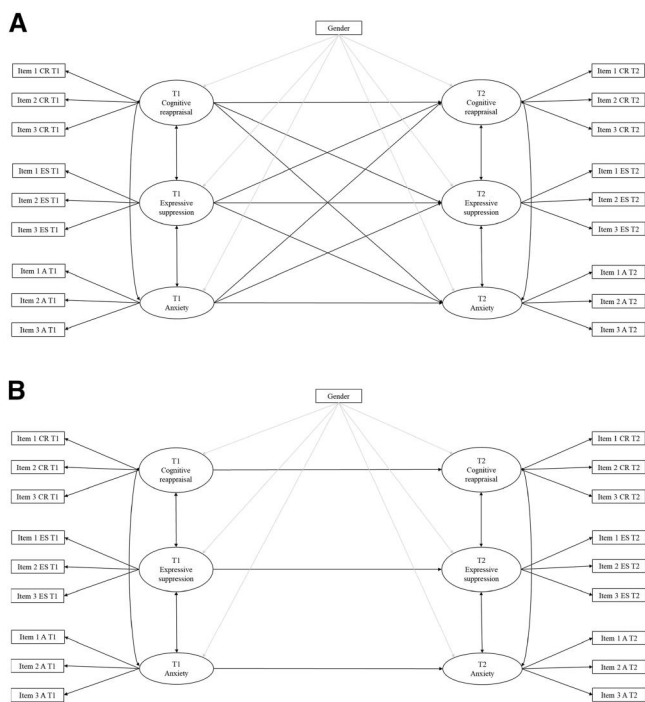 A
Gender
Item 1 CR T1
Item 2 CR T1
Item 3 CR T1
Item 1 ES T1
Item 2 ES T1
Item 3 ES T1
Item 1 A T1
Item 2 A T1
Item 3 A T1
T1
Cognitive
reappraisal
T1
Expressive
suppression
T1
Anxiety
T2
Cognitive
reappraisal
T2
Expressive
suppression
T2
Anxiety
Item 1 CR T2
Item 2 CR T2
Item 3 CR T2
Item 1 ES T2
Item 2 ES T2
Item 3 ES T2
Item 1 A T2
Item 2 A T2
Item 3 A T2
B
Gender
Item 1 CR T1
Item 2 CR T1
Item 3 CR T1
Item 1 ES T1
Item 2 ES T1
Item 3 ES T1
Item 1 A T1
Item 2 A T1
Item 3 A T1
T1
Cognitive
reappraisal
T1
Expressive
suppression
T1
Anxiety
T2
Cognitive
reappraisal
T2
Expressive
suppression
T2
Anxiety
Item 1 CR T2
Item 2 CR T2
Item 3 CR T2
Item 1 ES T2
Item 2 ES T2
Item 3 ES T2
Item 1 A T2
Item 2 A T2
Item 3 A T2